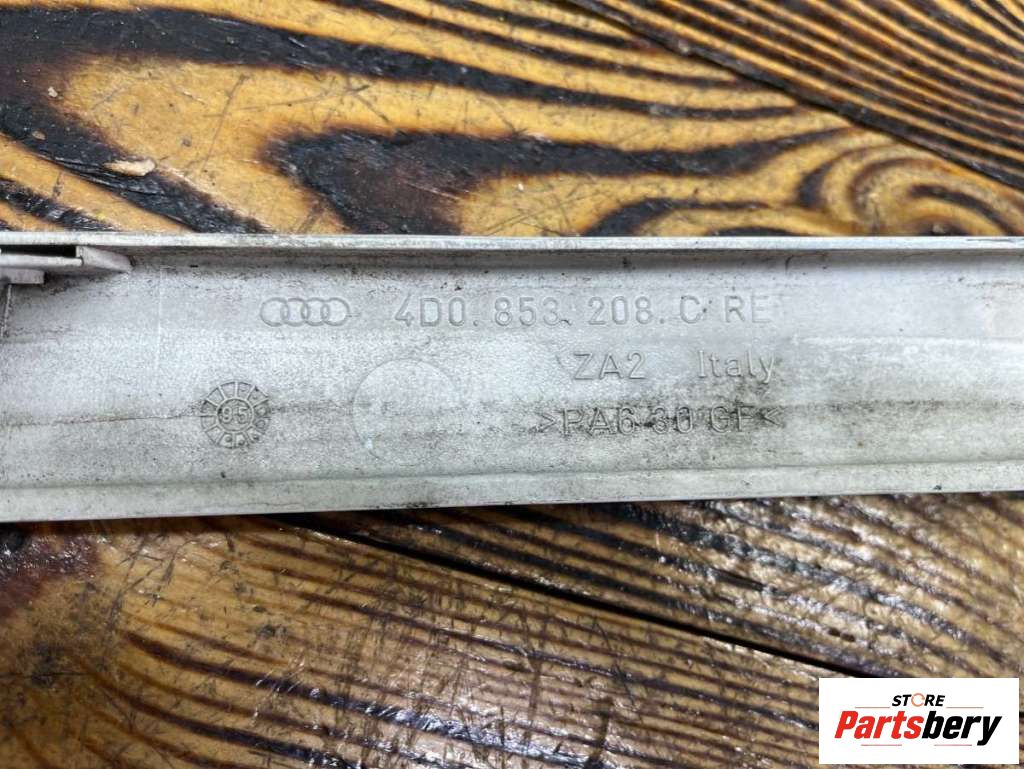 4D0.853.208.C RE
ZA2 Italy
95
>PA6 30 GF<
STORE
Partsbery